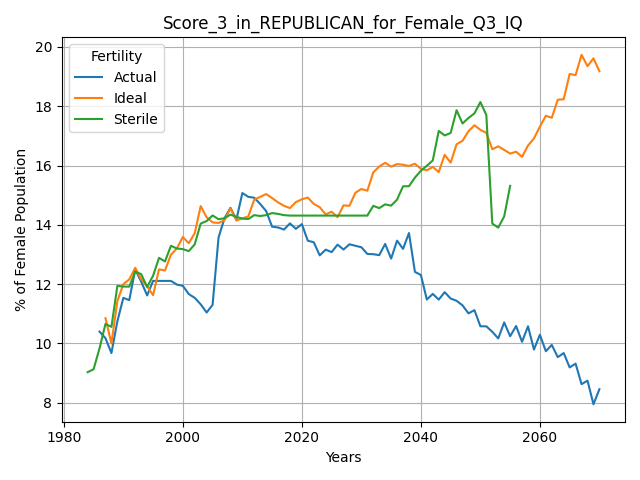 Score_3_in_REPUBLICAN_for_Female_Q3_IQ
Fertility
Actual
Ideal
Sterile
% of Female Population
20
18
16
14
12
10
8
1980
2000
2020
2040
2060
Years